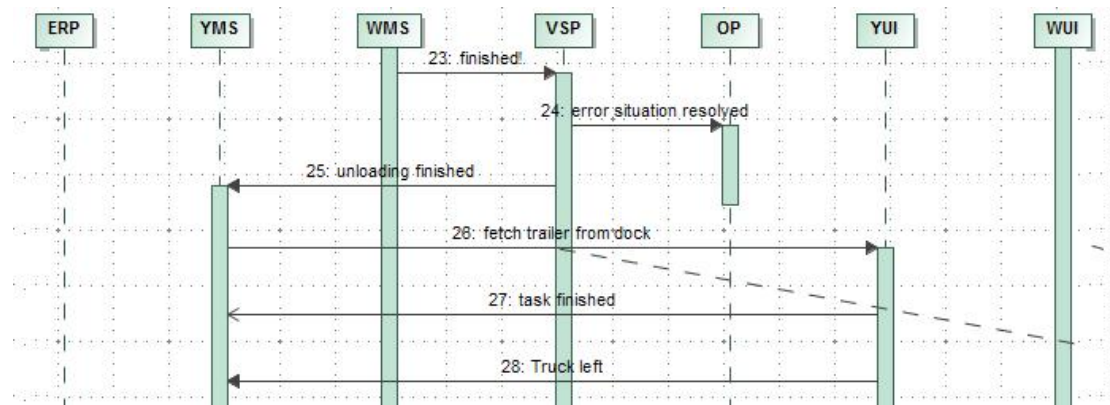 ERP YMS WMS VSP OP YUI WUI
23: finished!
24: error situation resolved
25: unloading finished
26: fetch trailer from dock
27: task finished
28: Truck left